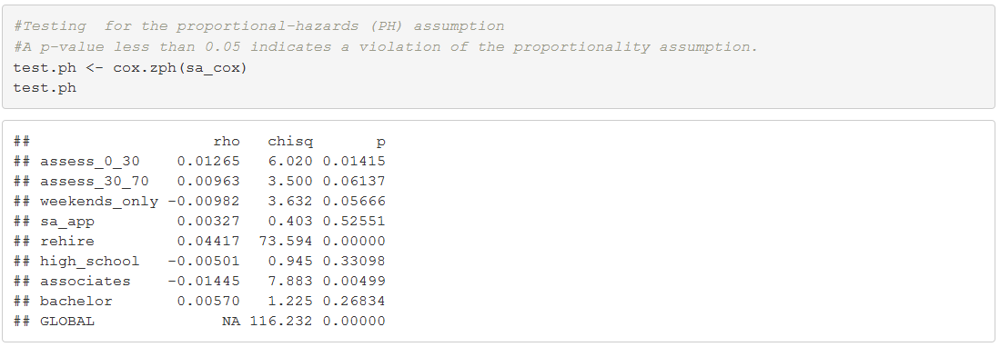 #Testing  for the proportional-hazards (PH) assumption
#A p-value less than 0.05 indicates a violation of the proportionality assumption.
test.ph <- cox.zph(sa_cox)
test.ph
##                    rho   chisq       p
## assess_0_30    0.01265   6.020 0.01415
## assess_30_70   0.00963   3.500 0.06137
## weekends_only -0.00982   3.632 0.05666
## sa_app         0.00327   0.403 0.52551
## rehire         0.04417  73.594 0.00000
## high_school   -0.00501   0.945 0.33098
## associates    -0.01445   7.883 0.00499
## bachelor       0.00570   1.225 0.26834
## GLOBAL              NA 116.232 0.00000